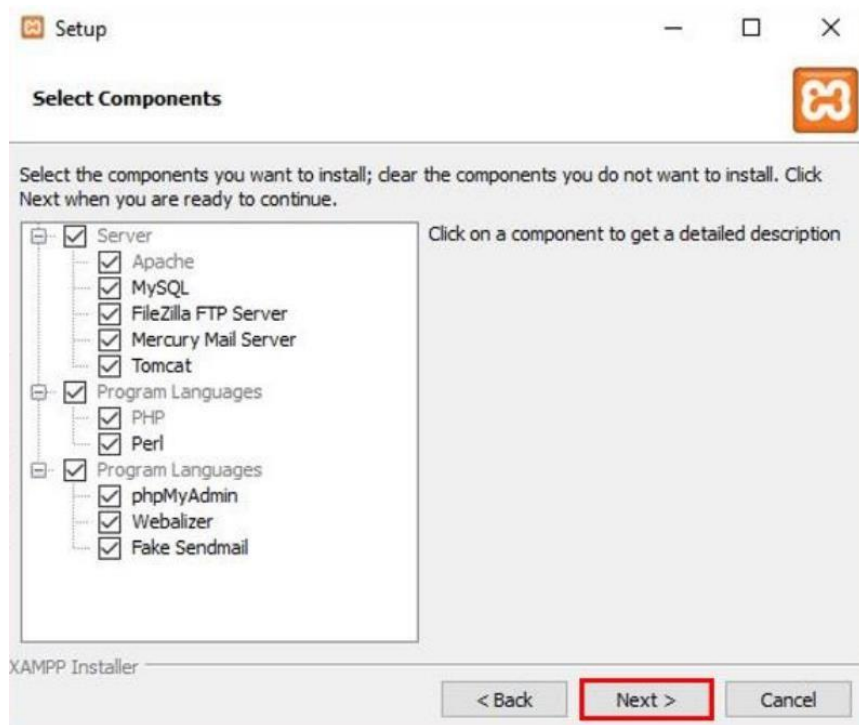 Setup
Select Components
Select the components you want to install; clear the components you do not want to install. Click
Next when you are ready to continue.
Server
Apache
MySQL
FileZilla FTP Server
Mercury Mail Server
Tomcat
Program Languages
PHP
Perl
Program Languages
phpMyAdmin
Webalizer
Fake Sendmail
Click on a component to get a detailed description
XAMPP Installer
< Back
Next >
Cancel